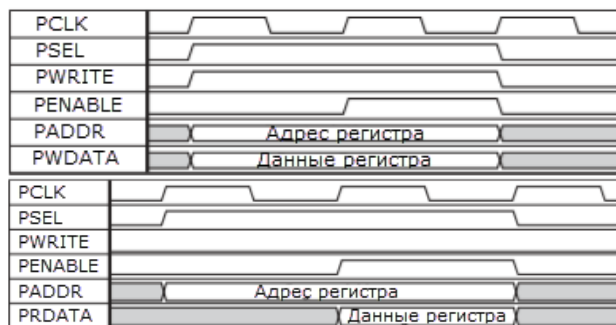 PCLK
PSEL
PWRITE
PENABLE
PADDR Адрес регистра
PWDATA Данные регистра
PCLK
PSEL
PWRITE
PENABLE
PADDR Адрес регистра
PRDATA Данные регистра